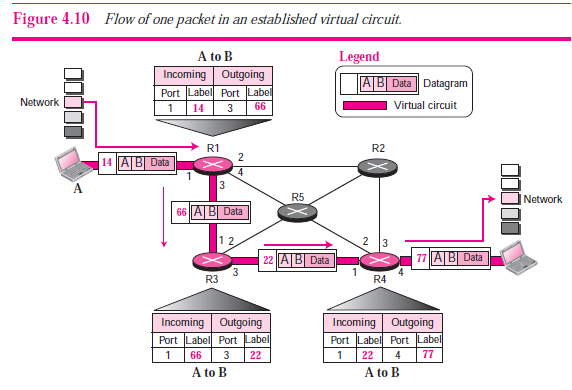 Figure 4.10 Flow of one packet in an established virtual circuit.
A to B
Incoming Outgoing
Port Label Port Label
1 14 3 66
Legend
A B Data Datagram
Virtual circuit
Network
R1
R2
2
4
14 A B Data
1
3
A
R5
Network
66 A B Data
1 2
2 3
22 A B Data
77 A B Data
3
1
4
R3
R4
Incoming Outgoing
Port Label Port Label
1 66 3 22
A to B
Incoming Outgoing
Port Label Port Label
1 22 4 77
A to B